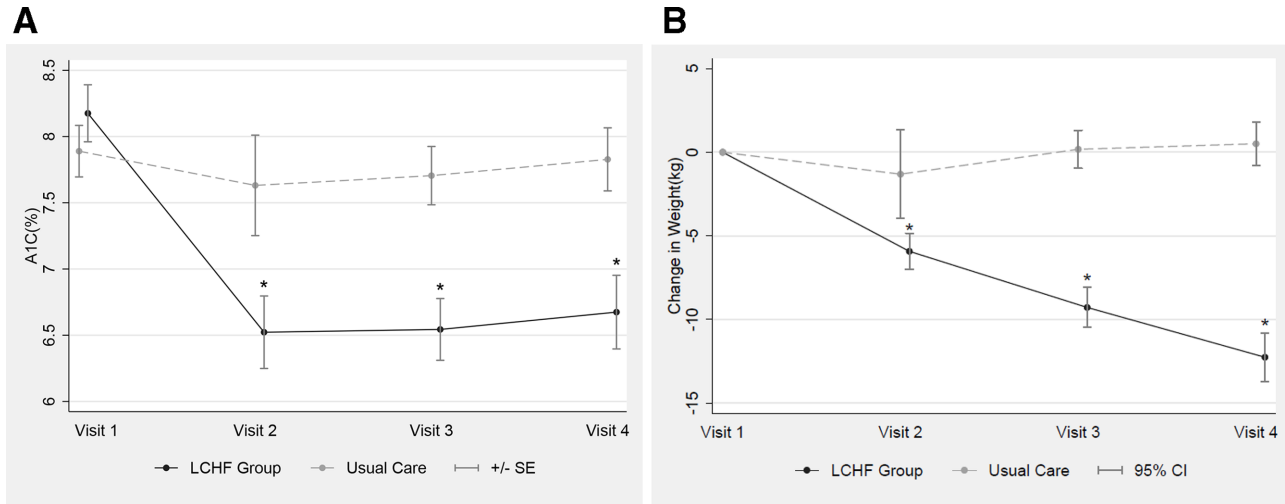 A
8.5
8
7.5
7
6.5
6
A1C(%)
*
*
*
Visit 1 Visit 2 Visit 3 Visit 4
LCHF Group Usual Care +/- SE
B
5
0
-5
-10
-15
Change in Weight(kg)
*
*
*
Visit 1 Visit 2 Visit 3 Visit 4
LCHF Group Usual Care 95% CI